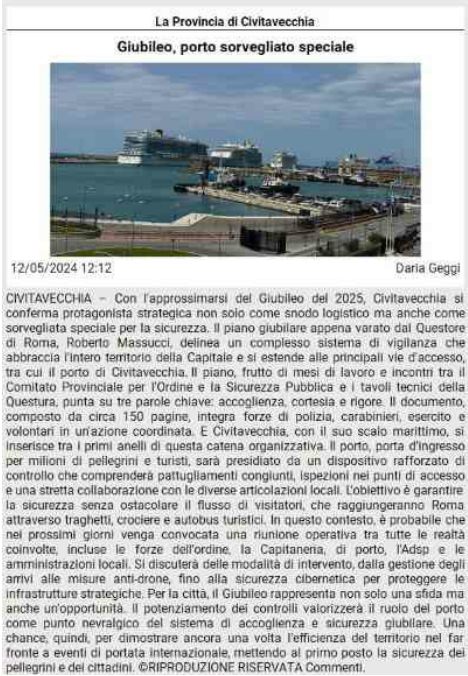 La Provincia di Civitavecchia
Giubileo, porto sorvegliato speciale
12/05/2024 12:12 Daria Geggi
CIVITAVECCHIA – Con l'approssimarsi del Giubileo del 2025, Civitavecchia si
conferma protagonista strategica non solo come snodo logistico ma anche come
sorvegliata speciale per la sicurezza. Il piano giubilare appena varato dal Questore
di Roma, Roberto Massucci, delinea un complesso sistema di vigilanza che
abbraccia l'intero territorio della Capitale e si estende alle principali vie d'accesso,
tra cui il porto di Civitavecchia. Il piano, frutto di mesi di lavoro e incontri tra il
Comitato Provinciale per l'Ordine e la Sicurezza Pubblica e i tavoli tecnici della
Questura, punta su tre parole chiave: accoglienza, cortesia e rigore. Il documento,
composto da circa 150 pagine, integra forze di polizia, carabinieri, esercito e
volontari in un'azione coordinata. E Civitavecchia, con il suo scalo marittimo, si
inserisce tra i primi anelli di questa catena organizzativa. Il porto, porta d'ingresso
per milioni di pellegrini e turisti, sarà presidiato da un dispositivo rafforzato di
controllo che comprenderà pattugliamenti congiunti, ispezioni nei punti di accesso
e una stretta collaborazione con le diverse articolazioni locali. L'obiettivo è garantire
la sicurezza senza ostacolare il flusso di visitatori, che raggiungeranno Roma
attraverso traghetti, crociere e autobus turistici. In questo contesto, è probabile che
nei prossimi giorni venga convocata una riunione operativa tra tutte le realtà
coinvolte, incluse le forze dell'ordine, la Capitaneria, di porto, l'Adsp e le
amministrazioni locali. Si discuterà delle modalità di intervento, dalla gestione degli
arrivi alle misure anti-drone, fino alla sicurezza cibernetica per proteggere le
infrastrutture strategiche. Per la città, il Giubileo rappresenta non solo una sfida ma
anche un'opportunità. Il potenziamento dei controlli valorizzerà il ruolo del porto
come punto nevralgico del sistema di accoglienza e sicurezza giubilare. Una
chance, quindi, per dimostrare ancora una volta l'efficienza del territorio nel far
fronte a eventi di portata internazionale, mettendo al primo posto la sicurezza dei
pellegrini e dei cittadini. ©RIPRODUZIONE RISERVATA Commenti.